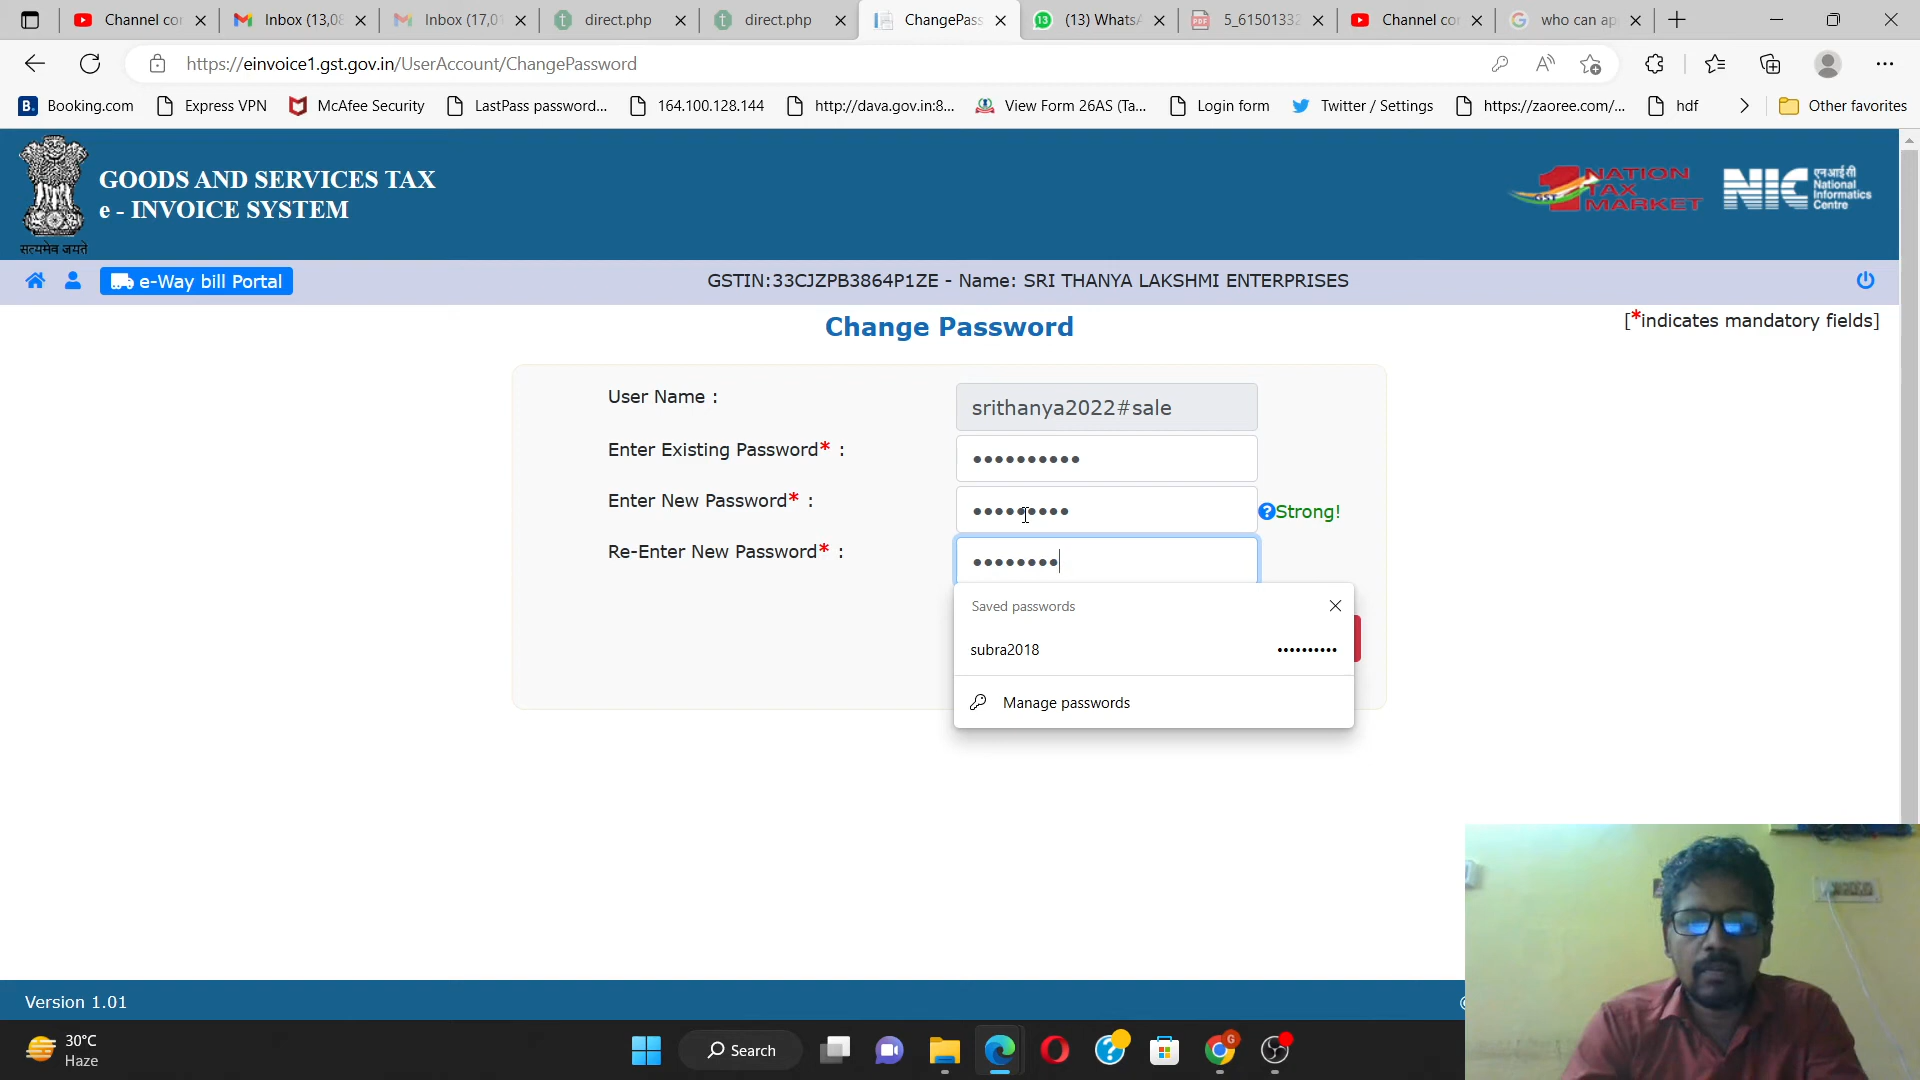 Channel co
Inbox (13,0
Inbox (17,0
direct.php
direct.php
ChangePass
(13) Whats
5_6150133
Channel co
who can ap
https://einvoice1.gst.gov.in/UserAccount/ChangePassword
Booking.com
Express VPN
McAfee Security
LastPass password...
164.100.128.144
http://dava.gov.in:8...
View Form 26AS (Ta...
Login form
Twitter / Settings
https://zaoree.com/...
hdf
Other favorites
GOODS AND SERVICES TAX
e - INVOICE SYSTEM
सत्यमेव जयते
GST
1 NATION
TAX
MARKET
NIC
एनआईसी
National
Informatics
Centre
e-Way bill Portal
GSTIN:33CJZPB3864P1ZE - Name: SRI THANYA LAKSHMI ENTERPRISES
Change Password
[*indicates mandatory fields]
User Name :
srithanya2022#sale
Enter Existing Password* :
Enter New Password* :
Strong!
Re-Enter New Password* :
Saved passwords
subra2018
Manage passwords
Version 1.01
30°C
Haze
Search